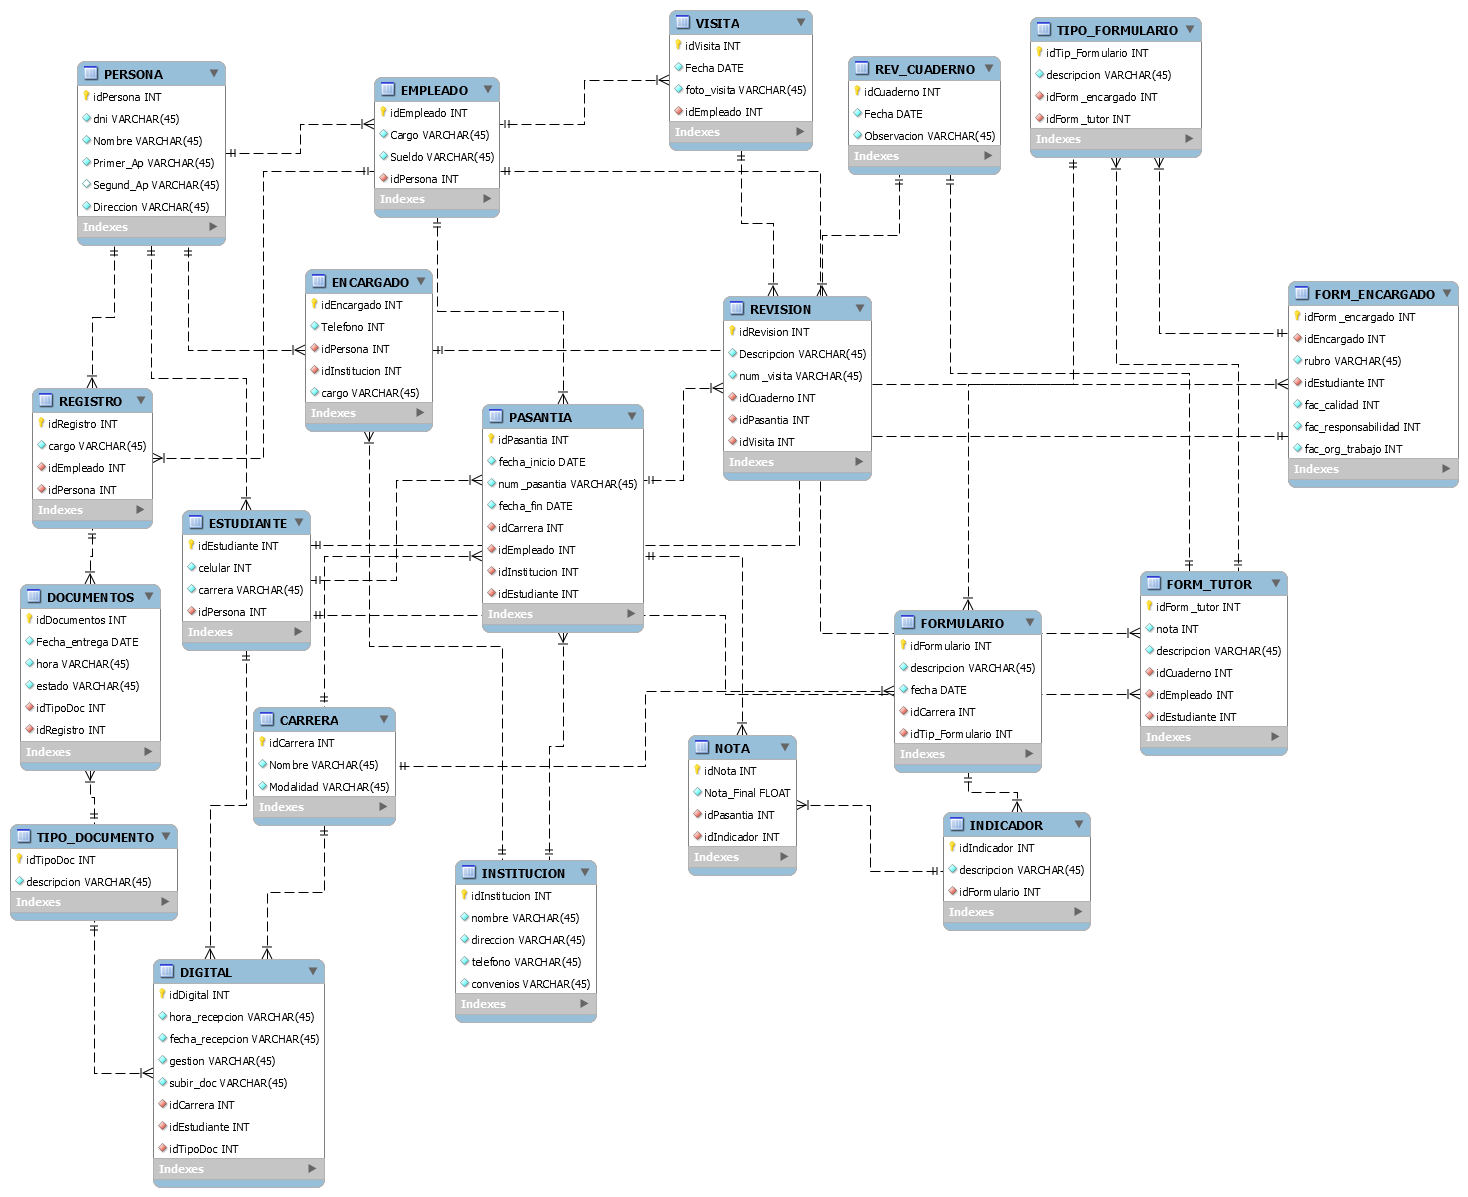 PERSONA
idPersona INT
dni VARCHAR(45)
Nombre VARCHAR(45)
Primer_Ap VARCHAR(45)
Segund_Ap VARCHAR(45)
Direccion VARCHAR(45)
Indexes
EMPLEADO
idEmpleado INT
Cargo VARCHAR(45)
Sueldo VARCHAR(45)
idPersona INT
Indexes
VISITA
idVisita INT
Fecha DATE
foto_visita VARCHAR(45)
idEmpleado INT
Indexes
REV_CUADERNO
idCuaderno INT
Fecha DATE
Observacion VARCHAR(45)
Indexes
TIPO_FORMULARIO
idTip_Formulario INT
descripcion VARCHAR(45)
idForm_encargado INT
idForm_tutor INT
Indexes
ENCARGADO
idEncargado INT
Telefono INT
idPersona INT
idInstitucion INT
cargo VARCHAR(45)
Indexes
REVISION
idRevision INT
Descripcion VARCHAR(45)
num_visita VARCHAR(45)
idCuaderno INT
idPasantia INT
idVisita INT
Indexes
FORM_ENCARGADO
idForm_encargado INT
idEncargado INT
rubro VARCHAR(45)
idEstudiante INT
fac_calidad INT
fac_responsabilidad INT
fac_org_trabajo INT
Indexes
REGISTRO
idRegistro INT
cargo VARCHAR(45)
idEmpleado INT
idPersona INT
Indexes
PASANTIA
idPasantia INT
fecha_inicio DATE
num_pasantia VARCHAR(45)
fecha_fin DATE
idCarrera INT
idEmpleado INT
idInstitucion INT
idEstudiante INT
Indexes
ESTUDIANTE
idEstudiante INT
celular INT
carrera VARCHAR(45)
idPersona INT
Indexes
DOCUMENTOS
idDocumentos INT
Fecha_entrega DATE
hora VARCHAR(45)
estado VARCHAR(45)
idTipoDoc INT
idRegistro INT
Indexes
FORM_TUTOR
idForm_tutor INT
nota INT
descripcion VARCHAR(45)
idCuaderno INT
idEmpleado INT
idEstudiante INT
Indexes
FORMULARIO
idFormulario INT
descripcion VARCHAR(45)
fecha DATE
idCarrera INT
idTip_Formulario INT
Indexes
CARRERA
idCarrera INT
Nombre VARCHAR(45)
Modalidad VARCHAR(45)
Indexes
NOTA
idNota INT
Nota_Final FLOAT
idPasantia INT
idIndicador INT
Indexes
INDICADOR
idIndicador INT
descripcion VARCHAR(45)
idFormulario INT
Indexes
TIPO_DOCUMENTO
idTipoDoc INT
descripcion VARCHAR(45)
Indexes
INSTITUCION
idInstitucion INT
nombre VARCHAR(45)
direccion VARCHAR(45)
telefono VARCHAR(45)
convenios VARCHAR(45)
Indexes
DIGITAL
idDigital INT
hora_recepcion VARCHAR(45)
fecha_recepcion VARCHAR(45)
gestion VARCHAR(45)
subir_doc VARCHAR(45)
idCarrera INT
idEstudiante INT
idTipoDoc INT
Indexes